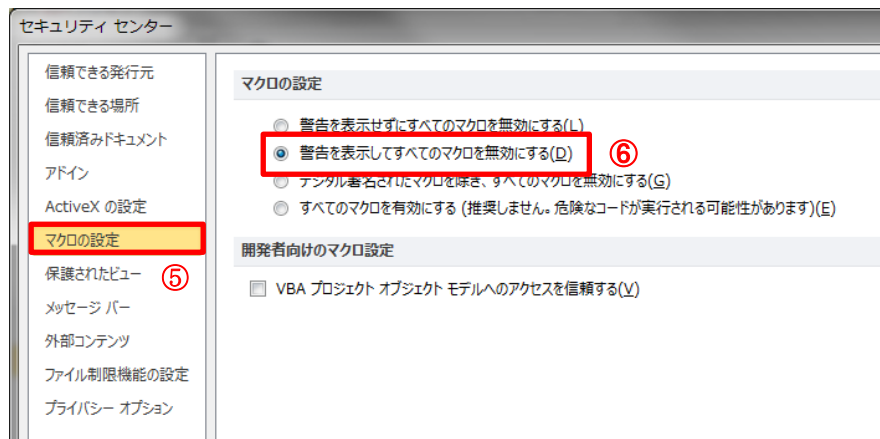 セキュリティ センター
信頼できる発行元
信頼できる場所
信頼済みドキュメント
アドイン
ActiveX の設定
マクロの設定
保護されたビュー
⑤
メッセージ バー
外部コンテンツ
ファイル制限機能の設定
プライバシー オプション
マクロの設定
警告を表示せずにすべてのマクロを無効にする(L)
警告を表示してすべてのマクロを無効にする(D)
⑥
デジタル署名されたマクロを除き、すべてのマクロを無効にする(G)
すべてのマクロを有効にする (推奨しません。危険なコードが実行される可能性があります)(E)
開発者向けのマクロ設定
VBA プロジェクト オブジェクト モデルへのアクセスを信頼する(V)